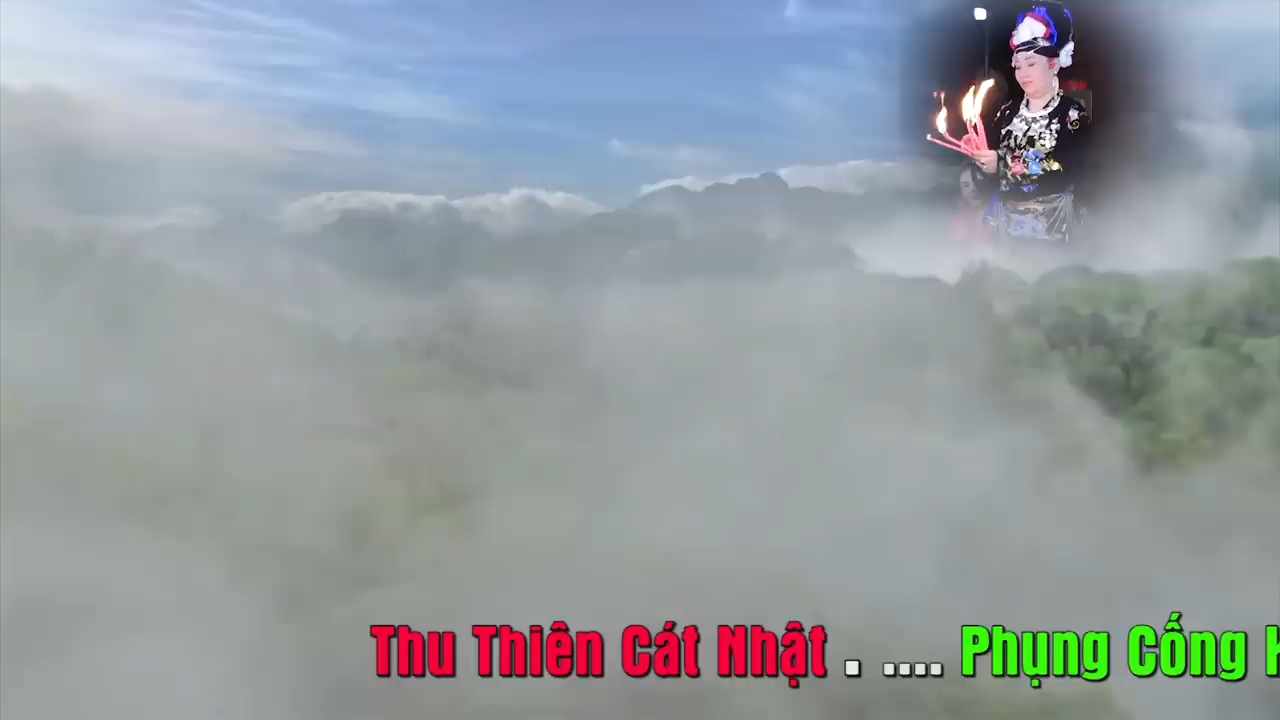 Thu Thiên Cát Nhật . .... Phụng Cống